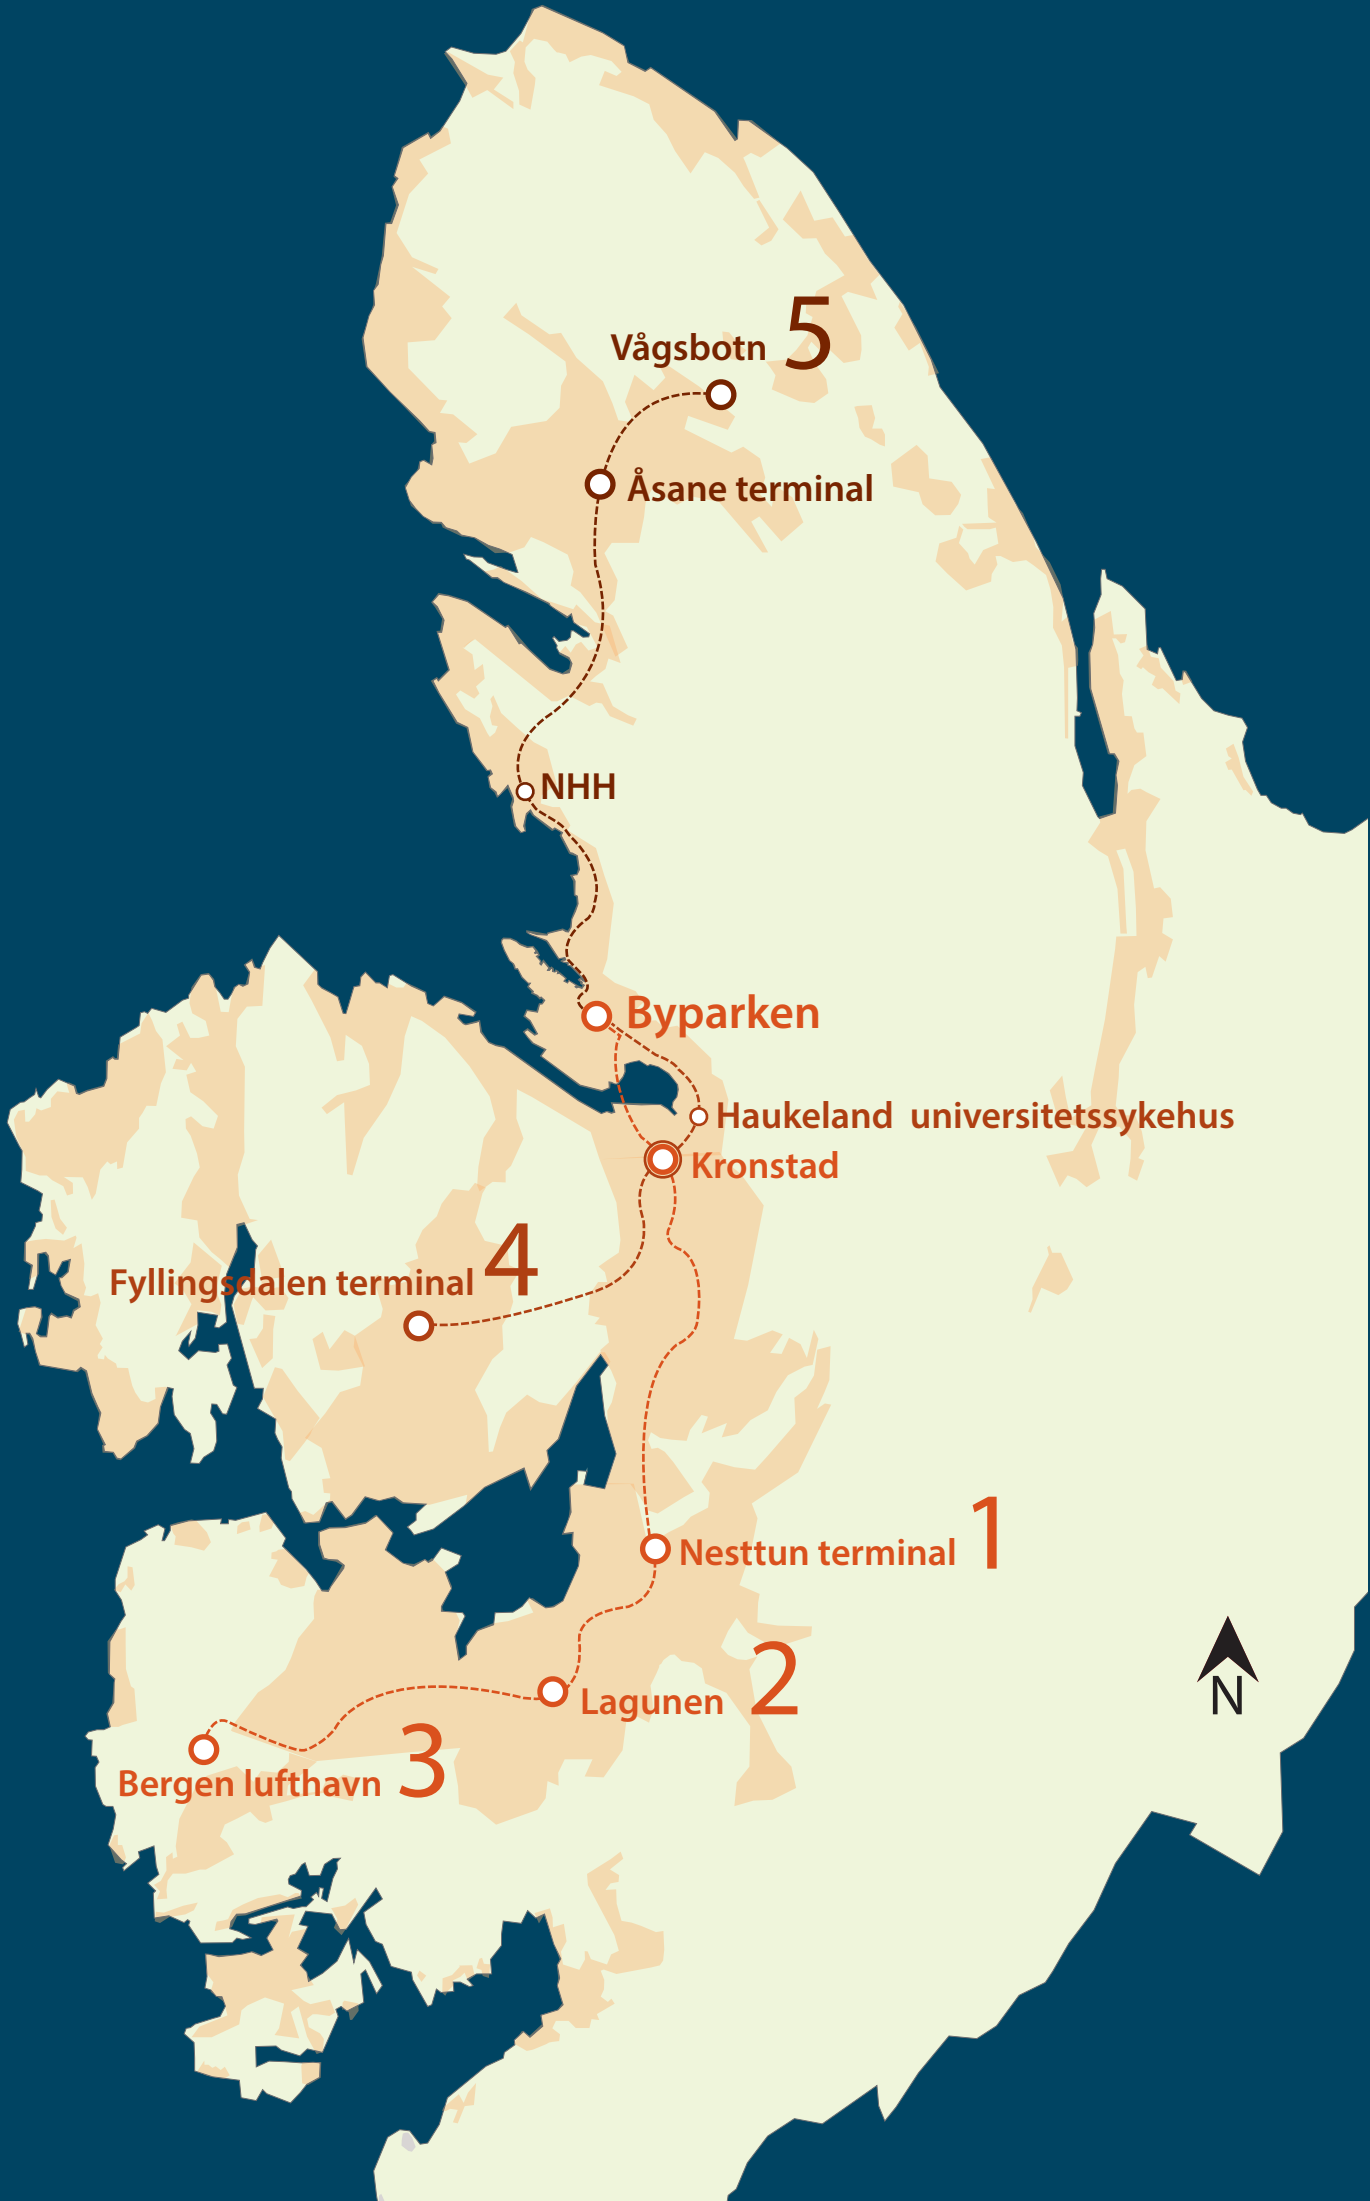 Vågsbotn 5
Åsane terminal
NHH
Byparken
Haukeland universitetssykehus
Kronstad
Fyllingsdalen terminal 4
Nesttun terminal 1
Lagunen 2
N
Bergen lufthavn 3